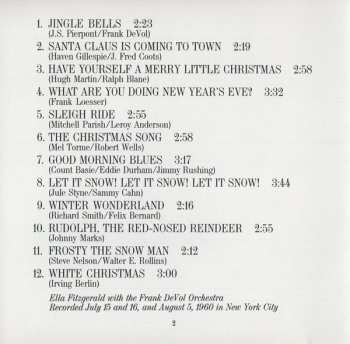 1. JINGLE BELLS 2:23
(J.S. Pierpont/Frank DeVol)
2. SANTA CLAUS IS COMING TO TOWN 2:19
(Haven Gillespie/J. Fred Coots)
3. HAVE YOURSELF A MERRY LITTLE CHRISTMAS 2:58
(Hugh Martin/Ralph Blane)
4. WHAT ARE YOU DOING NEW YEAR'S EVE? 3:32
(Frank Loesser)
5. SLEIGH RIDE 2:55
(Mitchell Parish/Leroy Anderson)
6. THE CHRISTMAS SONG 2:58
(Mel Torme/Robert Wells)
7. GOOD MORNING BLUES 3:17
(Count Basie/Eddie Durham/Jimmy Rushing)
8. LET IT SNOW! LET IT SNOW! LET IT SNOW! 3:44
(Jule Styne/Sammy Cahn)
9. WINTER WONDERLAND 2:16
(Richard Smith/Felix Bernard)
10. RUDOLPH, THE RED-NOSED REINDEER 2:55
(Johnny Marks)
11. FROSTY THE SNOW MAN 2:12
(Steve Nelson/Walter E. Rollins)
12. WHITE CHRISTMAS 3:00
(Irving Berlin)
Ella Fitzgerald with the Frank DeVol Orchestra
Recorded July 15 and 16, and August 5, 1960 in New York City
2